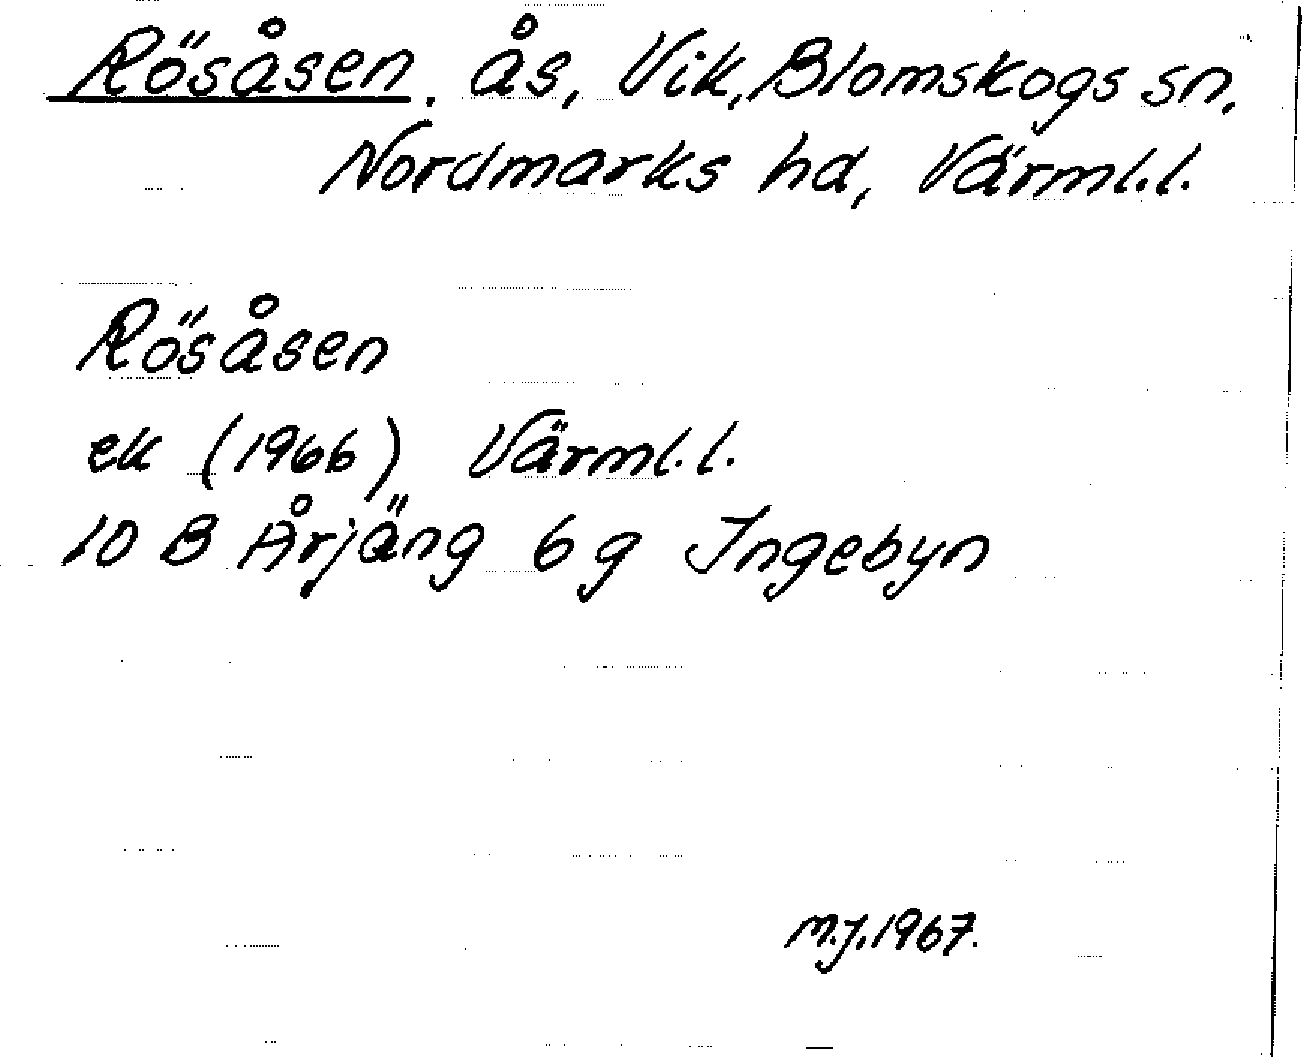 Rösåsen, ås, Vik, Blomskogs sn,
Nordmarks hd, Värml.l.
Rösåsen
ek (1966) Värml.l.
10 B Årjäng 6 g Ingebyn
M.J.1967.